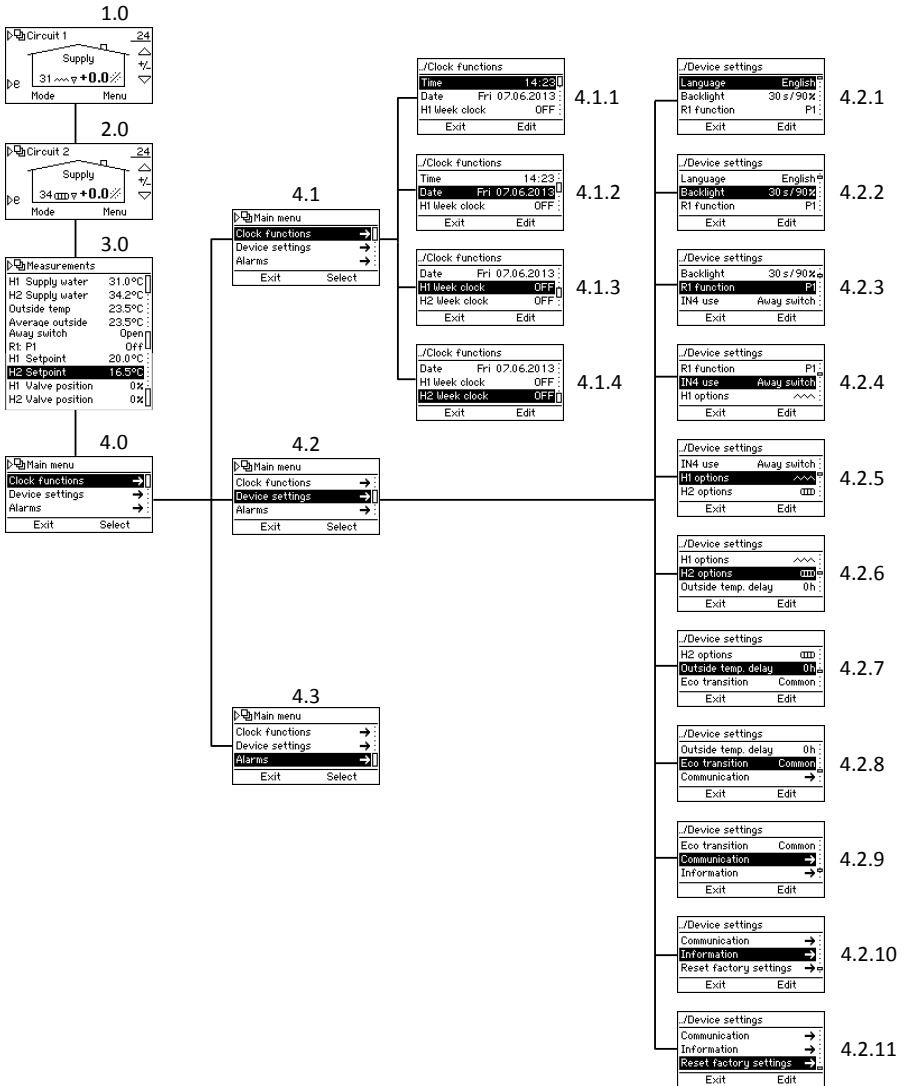 1.0
Circuit 1 24
Supply
+/-
31 +0.0
e
Mode Menu
2.0
Circuit 2 24
Supply
+/-
34 +0.0
e
Mode Menu
3.0
Measurements
H1 Supply water 31.0°C
H2 Supply water 34.2°C
Outside temp 23.5°C
Average outside 23.5°C
Away switch Open
R1: P1 Off
H1 Setpoint 20.0°C
H2 Setpoint 16.5°C
H1 Valve position 0%
H2 Valve position 0%
4.0
Main menu
Clock functions →
Device settings →
Alarms →
Exit Select
4.1
Main menu
Clock functions →
Device settings →
Alarms →
Exit Select
4.2
Main menu
Clock functions →
Device settings →
Alarms →
Exit Select
4.3
Main menu
Clock functions →
Device settings →
Alarms →
Exit Select
../Clock functions
Time 14:23
Date Fri 07.06.2013
H1 Week clock OFF
Exit Edit
4.1.1
../Clock functions
Time 14:23
Date Fri 07.06.2013
H1 Week clock OFF
Exit Edit
4.1.2
../Clock functions
Date Fri 07.06.2013
H1 Week clock OFF
H2 Week clock OFF
Exit Edit
4.1.3
../Clock functions
Date Fri 07.06.2013
H1 Week clock OFF
H2 Week clock OFF
Exit Edit
4.1.4
../Device settings
Language English
Backlight 30 s/90%
R1 function P1
Exit Edit
4.2.1
../Device settings
Language English
Backlight 30 s/90%
R1 function P1
Exit Edit
4.2.2
../Device settings
Backlight 30 s/90%
R1 function P1
IN4 use Away switch
Exit Edit
4.2.3
../Device settings
R1 function P1
IN4 use Away switch
H1 options
Exit Edit
4.2.4
../Device settings
IN4 use Away switch
H1 options
H2 options
Exit Edit
4.2.5
../Device settings
H1 options
H2 options
Outside temp. delay 0h
Exit Edit
4.2.6
../Device settings
H2 options
Outside temp. delay 0h
Eco transition Common
Exit Edit
4.2.7
../Device settings
Outside temp. delay 0h
Eco transition Common
Communication →
Exit Edit
4.2.8
../Device settings
Eco transition Common
Communication →
Information →
Exit Edit
4.2.9
../Device settings
Communication →
Information →
Reset factory settings →
Exit Edit
4.2.10
../Device settings
Communication →
Information →
Reset factory settings →
Exit Edit
4.2.11